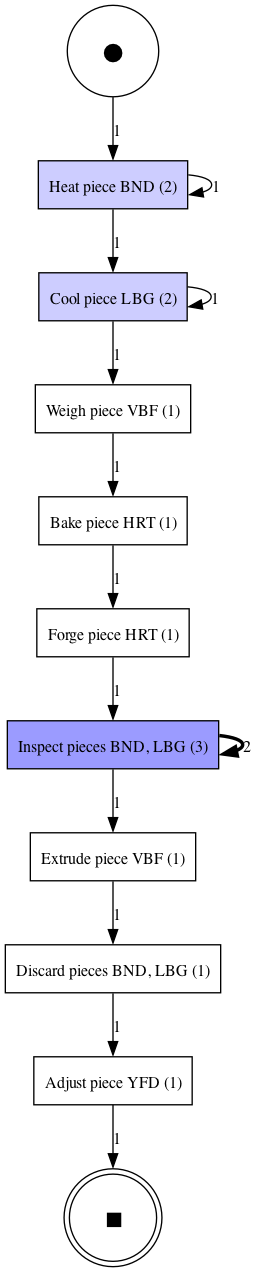 1
Heat piece BND (2)
1
1
Cool piece LBG (2)
1
1
Weigh piece VBF (1)
1
Bake piece HRT (1)
1
Forge piece HRT (1)
1
Inspect pieces BND, LBG (3)
2
1
Extrude piece VBF (1)
1
Discard pieces BND, LBG (1)
1
Adjust piece YFD (1)
1